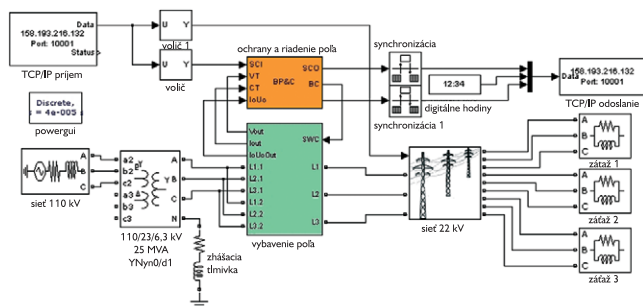 158.193.216.132
Port: 10001
Data
Status
TCP/IP príjem
U Y
volič 1
U Y
volič
ochrany a riadenie poľa
SCI
VT
CT
IoUo
BP&C
SCO
BC
synchronizácia
12:34
digitálne hodiny
synchronizácia 1
Data
158.193.216.132
Port: 10001
TCP/IP odoslanie
Discrete,
= 4e-005
powergui
Vout
Iout
IoUoOut
SWC
L1.1
L2.1
L3.1
L1.2
L2.2
L3.2
L1
L2
L3
vybavenie poľa
A
B
C
sieť 110 kV
a2
b2
c2
a3
b3
c3
A
B
C
N
Y
110/23/6,3 kV
25 MVA
YNyn0/d1
zhášacia
tlmivka
sieť 22 kV
A
B
C
záťaž 1
A
B
C
záťaž 2
A
B
C
záťaž 3